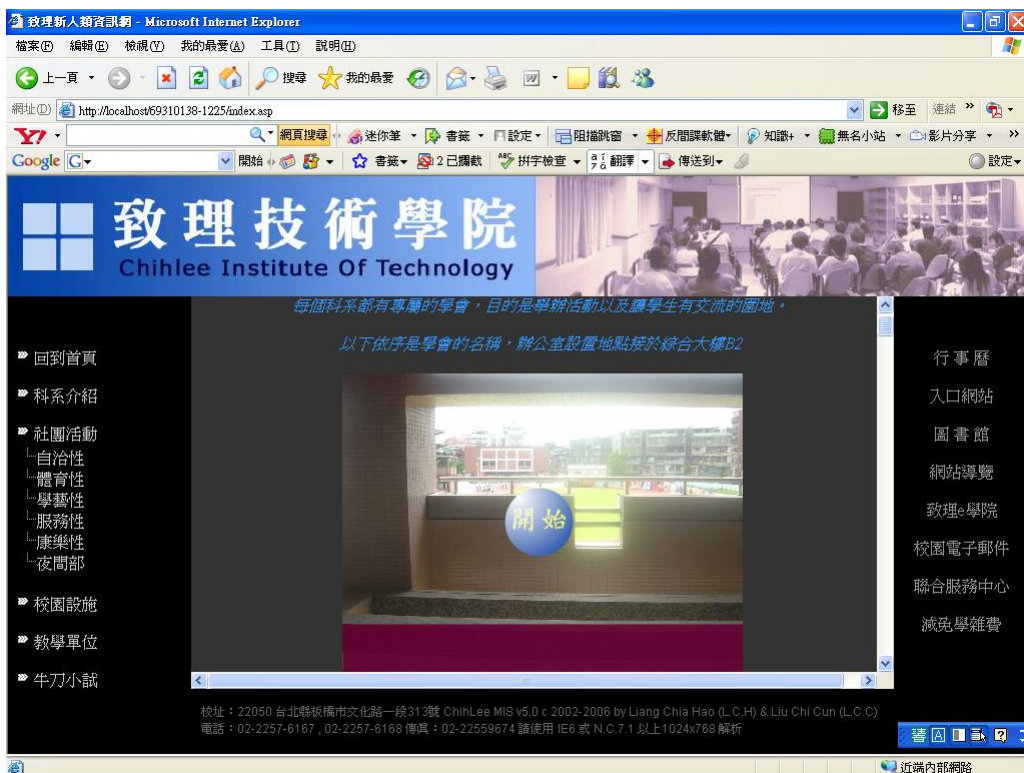 致理新人類資訊網 - Microsoft Internet Explorer
檔案(F) 編輯(E) 檢視(V) 我的最愛(A) 工具(T) 說明(H)
上一頁 搜尋 我的最愛
網址(D) http://localhost/69310138-1225/index.asp 移至 連結 »
Y7 網頁搜尋 迷你筆 書籤 設定 阻擋跳窗 反間諜軟體 知識+ 無名小站 影片分享 »
Google G 開始 書籤 2 已攔截 拼字檢查 翻譯 傳送到 設定
致理技術學院
Chihlee Institute Of Technology
每個科系都有專屬的學會，目的是舉辦活動以及讓學生有交流的園地。
以下依序是學會的名稱，辦公室設置地點接於綜合大樓B2
回到首頁
科系介紹
社團活動
自治性
體育性
學藝性
服務性
康樂性
夜間部
校園設施
教學單位
牛刀小試
開始
行事曆
入口網站
圖書館
網站導覽
致理e學院
校園電子郵件
聯合服務中心
減免學雜費
校址：22050 台北縣板橋市文化路一段313號 ChihLee MIS v5.0 c 2002-2006 by Liang Chia Hao (L.C.H) & Liu Chi Cun (L.C.C)
電話：02-2257-6167 , 02-2257-6168 傳真：02-22559674 請使用 IE6 或 N.C.7.1 以上1024x768 解析
近端內部網路